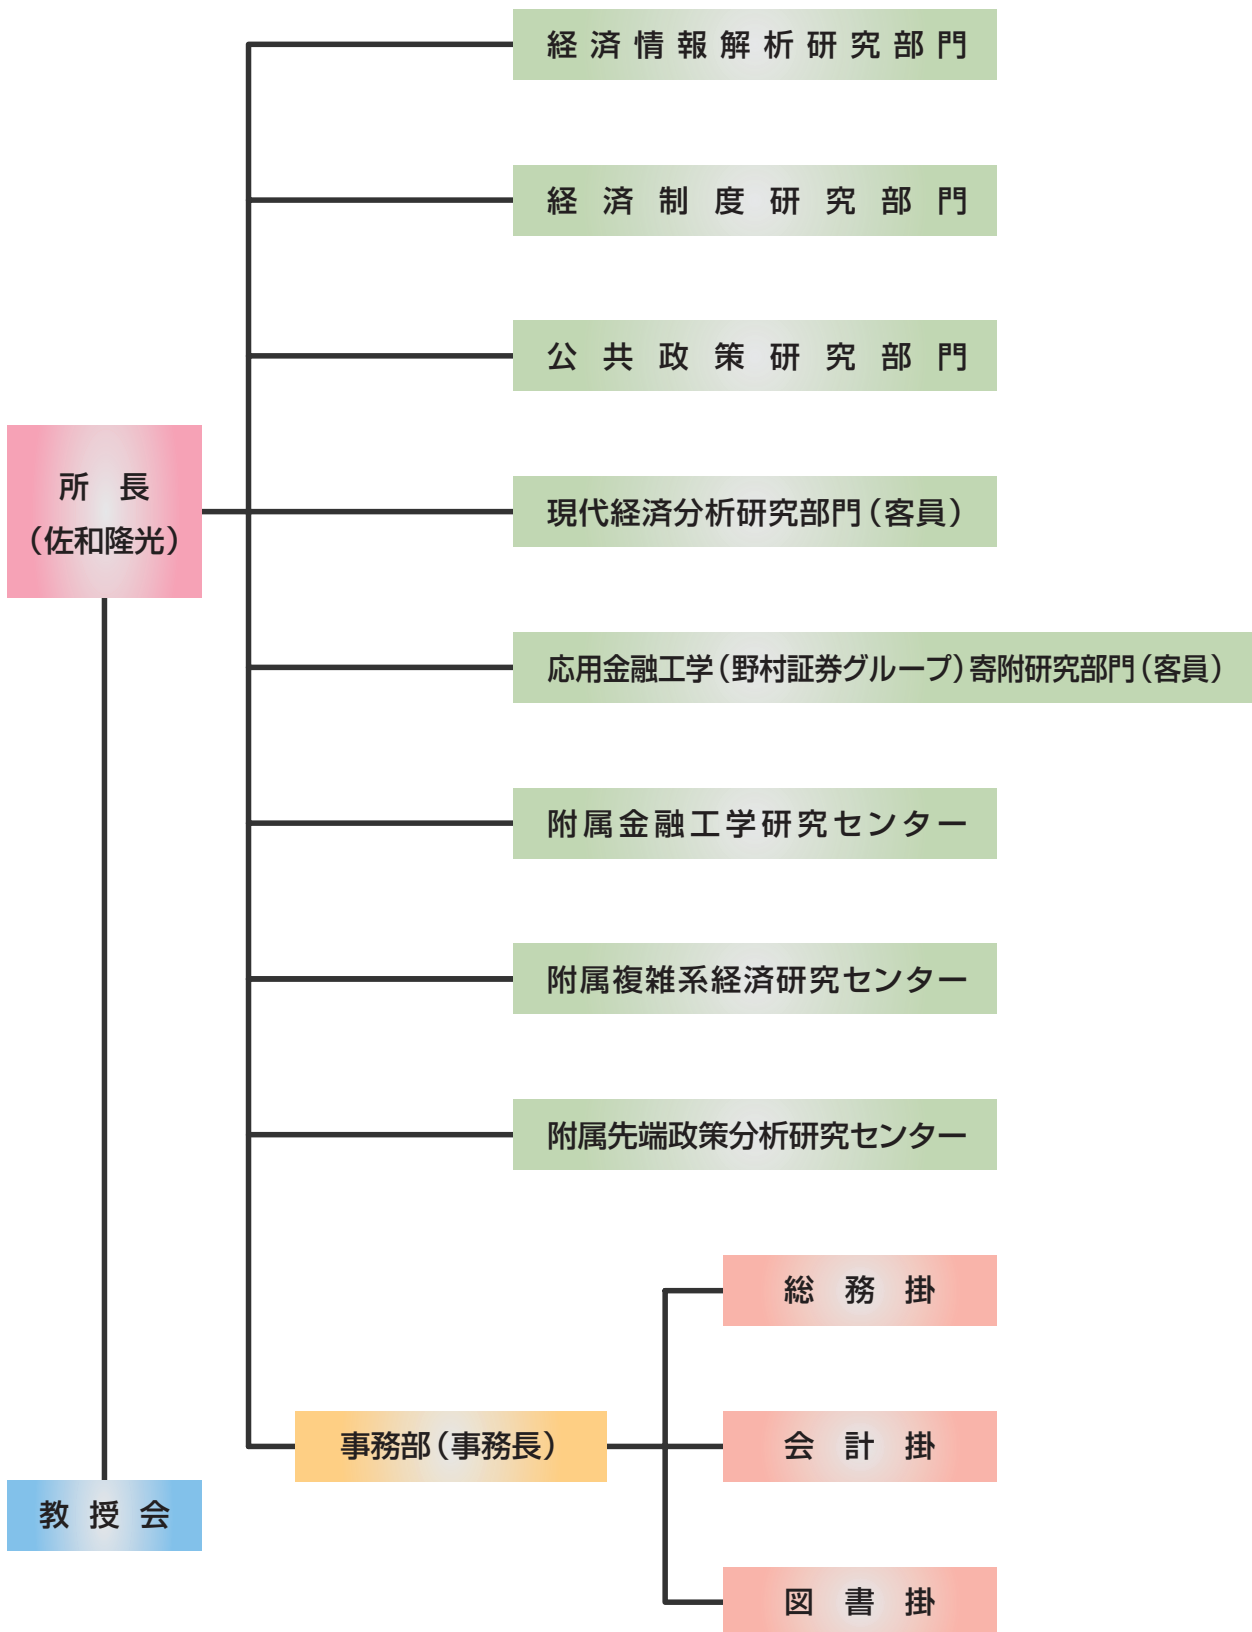 経済情報解析研究部門
経済制度研究部門
公共政策研究部門
所長
（佐和隆光）
現代経済分析研究部門（客員）
応用金融工学（野村証券グループ）寄附研究部門（客員）
附属金融工学研究センター
附属複雑系経済研究センター
附属先端政策分析研究センター
総務掛
事務部（事務長）
会計掛
教授会
図書掛